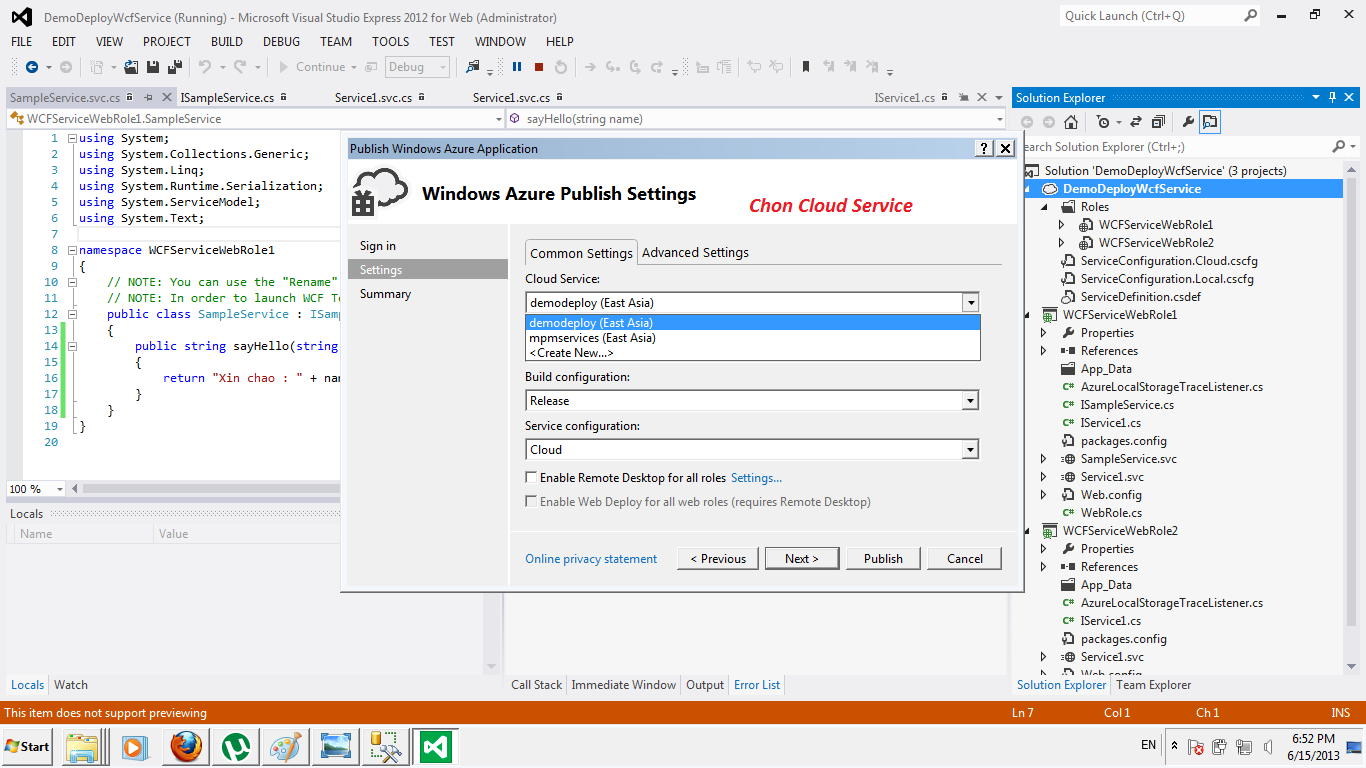 DemoDeployWcfService (Running) - Microsoft Visual Studio Express 2012 for Web (Administrator)
Quick Launch (Ctrl+Q)
FILE EDIT VIEW PROJECT BUILD DEBUG TEAM TOOLS TEST WINDOW HELP
Continue
Debug
SampleService.svc.cs
ISampleService.cs
Service1.svc.cs
Service1.svc.cs
IService1.cs
WCFServiceWebRole1.SampleService
sayHello(string name)
1 using System;
2 using System.Collections.Generic;
3 using System.Linq;
4 using System.Runtime.Serialization;
5 using System.ServiceModel;
6 using System.Text;
7
8 namespace WCFServiceWebRole1
9 {
10 // NOTE: You can use the "Rename"
11 // NOTE: In order to launch WCF Te
12 public class SampleService : ISam
13 {
14 public string sayHello(string
15 {
16 return "Xin chao : " + nam
17 }
18 }
19 }
20
100 %
Locals
Name Value
Locals Watch
Publish Windows Azure Application
Windows Azure Publish Settings
Chon Cloud Service
Sign in
Settings
Summary
Common Settings Advanced Settings
Cloud Service:
demodeploy (East Asia)
demodeploy (East Asia)
mpmservices (East Asia)
<Create New...>
Build configuration:
Release
Service configuration:
Cloud
Enable Remote Desktop for all roles Settings...
Enable Web Deploy for all web roles (requires Remote Desktop)
Online privacy statement
< Previous Next > Publish Cancel
Call Stack Immediate Window Output Error List
Solution Explorer
earch Solution Explorer (Ctrl+;)
Solution 'DemoDeployWcfService' (3 projects)
DemoDeployWcfService
Roles
WCFServiceWebRole1
WCFServiceWebRole2
ServiceConfiguration.Cloud.cscfg
ServiceConfiguration.Local.cscfg
ServiceDefinition.csdef
WCFServiceWebRole1
Properties
References
App_Data
AzureLocalStorageTraceListener.cs
ISampleService.cs
IService1.cs
packages.config
SampleService.svc
Service1.svc
Web.config
WebRole.cs
WCFServiceWebRole2
Properties
References
App_Data
AzureLocalStorageTraceListener.cs
IService1.cs
packages.config
Service1.svc
Web.config
Solution Explorer Team Explorer
This item does not support previewing
Ln 7 Col 1 Ch 1 INS
Start
EN
6:52 PM
6/15/2013